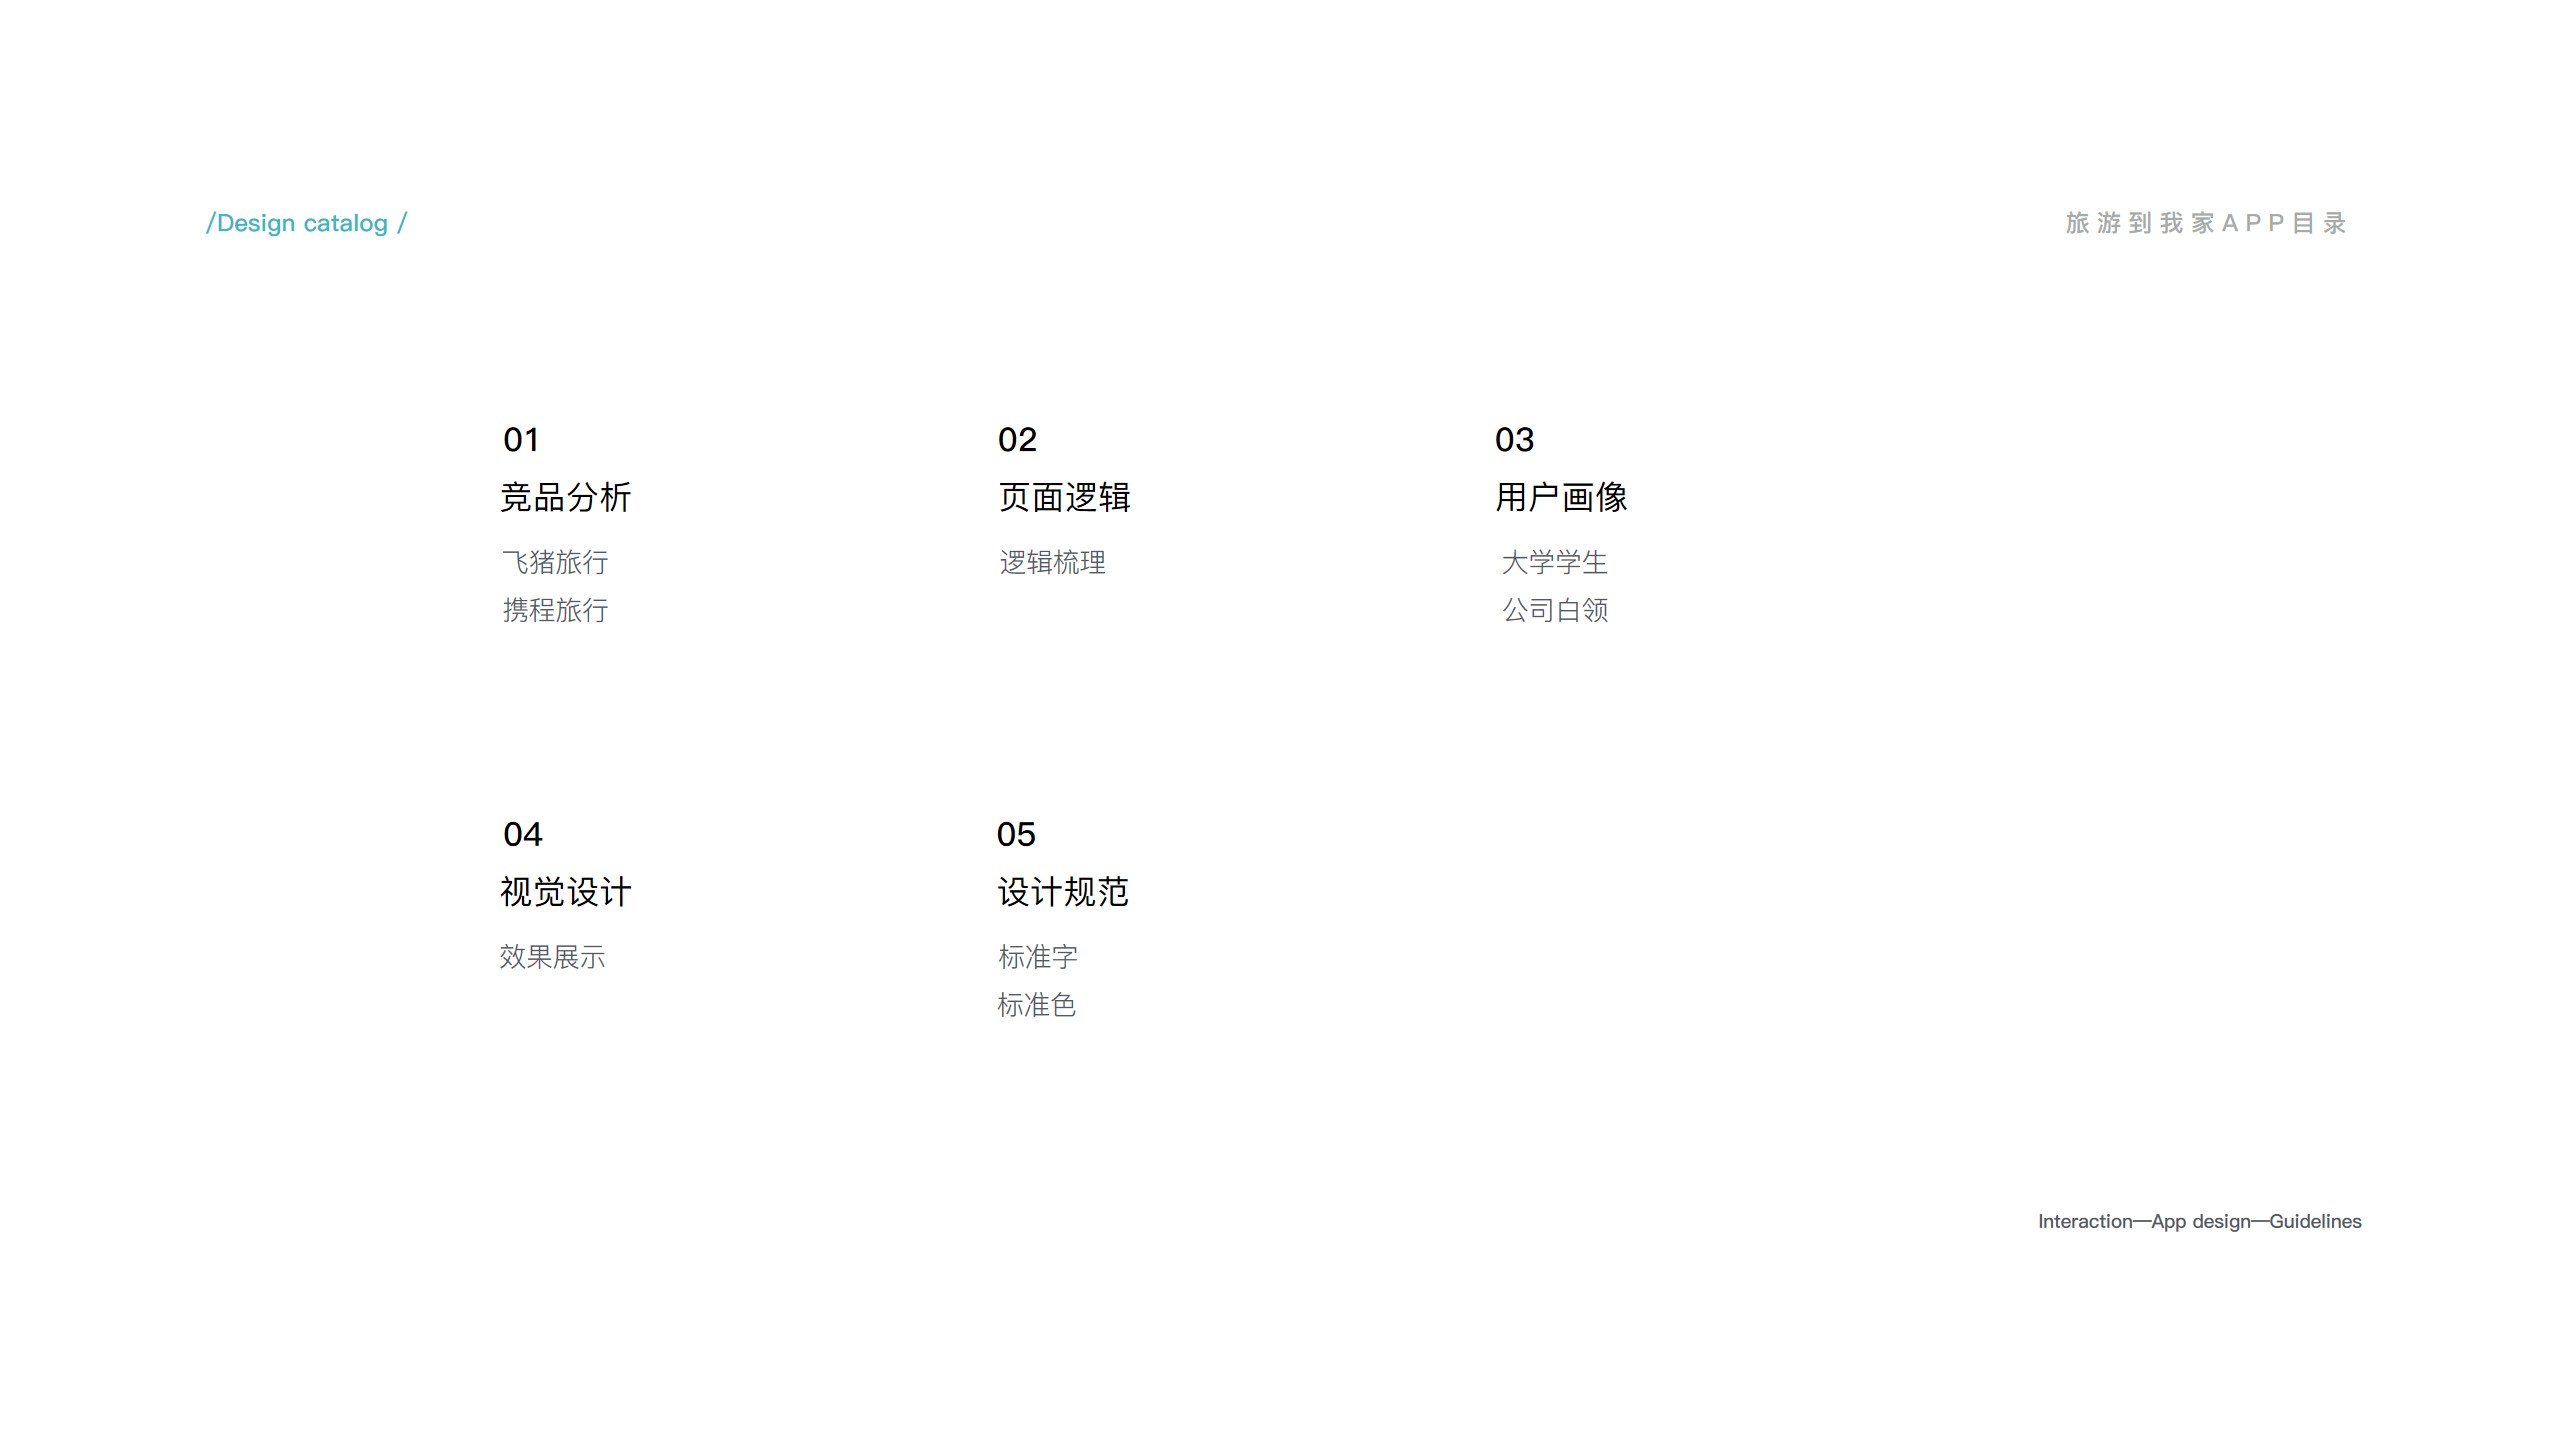 /Design catalog /
旅游到我家APP目录
01
竞品分析
飞猪旅行
携程旅行
02
页面逻辑
逻辑梳理
03
用户画像
大学学生
公司白领
04
视觉设计
效果展示
05
设计规范
标准字
标准色
Interaction—App design—Guidelines